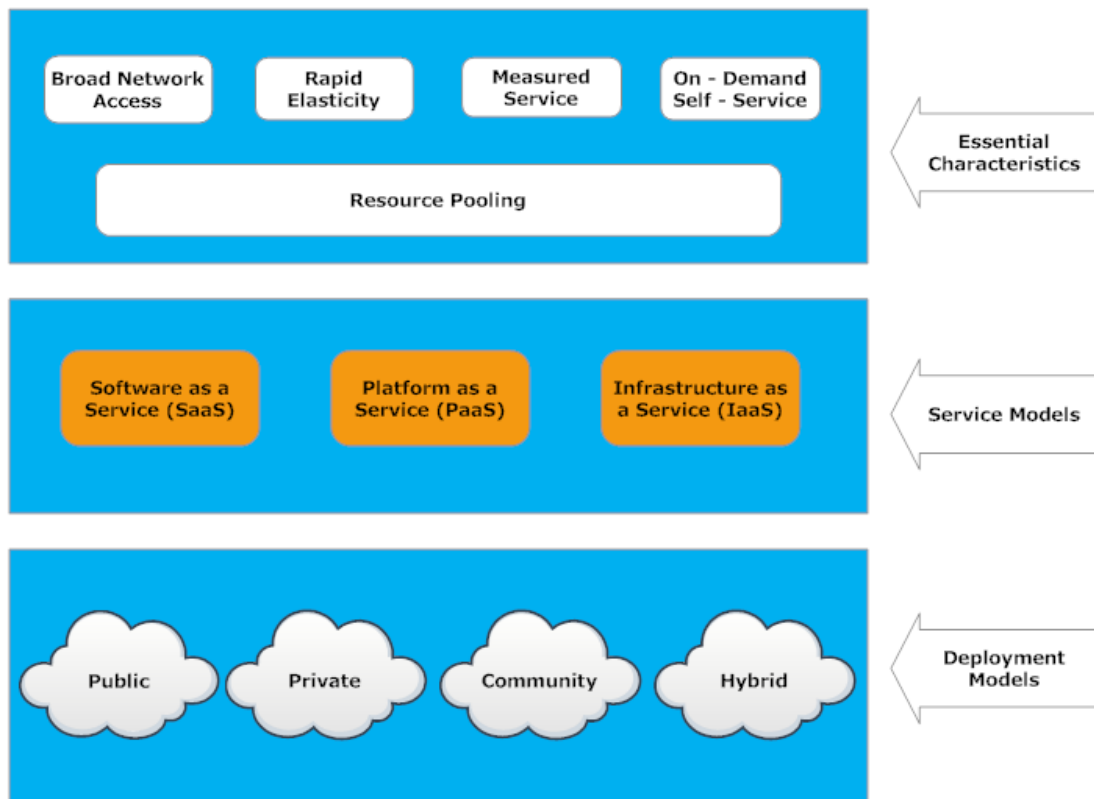 Broad Network
Access
Rapid
Elasticity
Measured
Service
On - Demand
Self - Service
Resource Pooling
Essential
Characteristics
Software as a
Service (SaaS)
Platform as a
Service (PaaS)
Infrastructure as
a Service (IaaS)
Service Models
Public
Private
Community
Hybrid
Deployment
Models